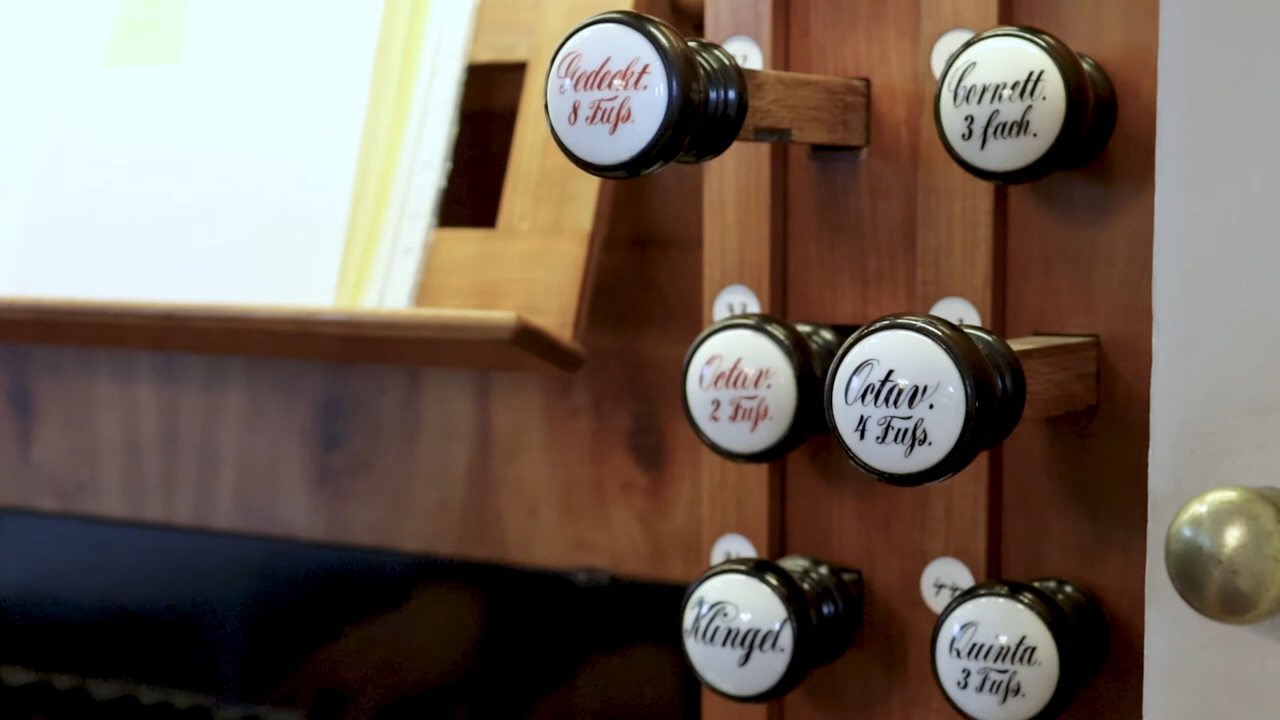 Gedeckt.
8 Fuſs.
Cornett.
3 fach.
Octav.
2 Fuſs.
Octav.
4 Fuſs.
Klingel.
Quinta.
3 Fuſs.